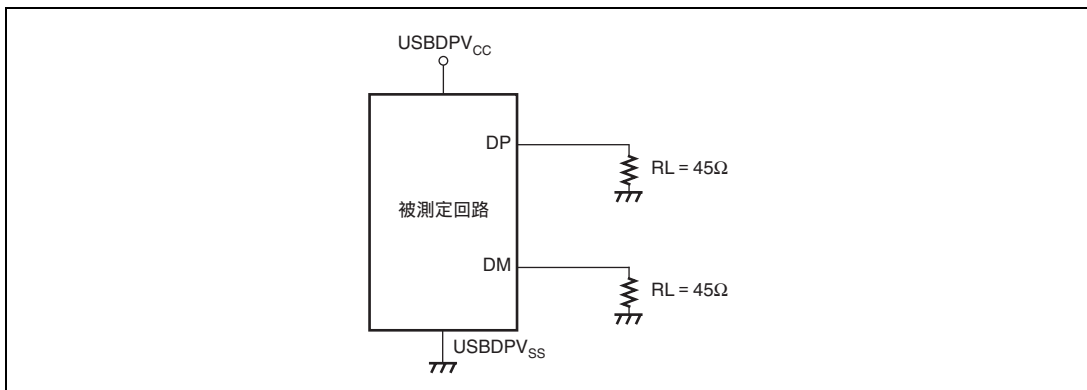 USBDPVCC
DP
RL = 45Ω
被測定回路
DM
RL = 45Ω
USBDPVSS